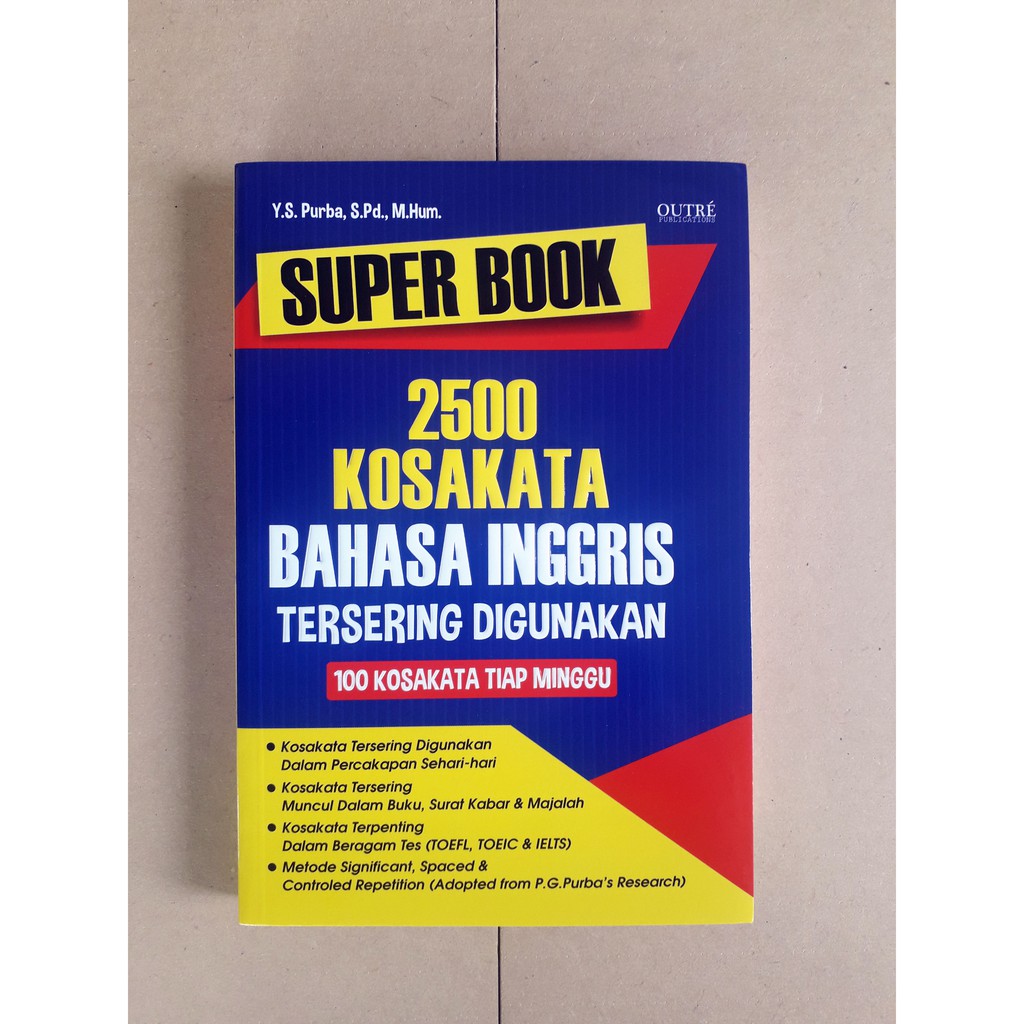 Y.S. Purba, S.Pd., M.Hum.
OUTRÉ
PUBLICATIONS
SUPER BOOK
2500
KOSAKATA
BAHASA INGGRIS
TERSERING DIGUNAKAN
100 KOSAKATA TIAP MINGGU
• Kosakata Tersering Digunakan
Dalam Percakapan Sehari-hari
• Kosakata Tersering
Muncul Dalam Buku, Surat Kabar & Majalah
• Kosakata Terpenting
Dalam Beragam Tes (TOEFL, TOEIC & IELTS)
• Metode Significant, Spaced &
Controled Repetition (Adopted from P.G.Purba's Research)